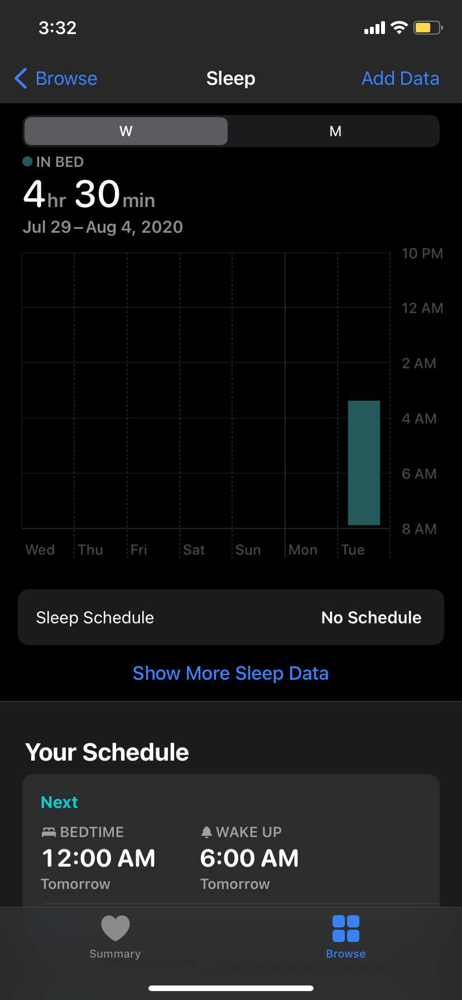 3:32
Browse Sleep Add Data
W M
IN BED
4hr 30min
Jul 29–Aug 4, 2020
10 PM
12 AM
2 AM
4 AM
6 AM
8 AM
Wed Thu Fri Sat Sun Mon Tue
Sleep Schedule No Schedule
Show More Sleep Data
Your Schedule
Next
BEDTIME WAKE UP
12:00 AM 6:00 AM
Tomorrow Tomorrow
Summary Browse